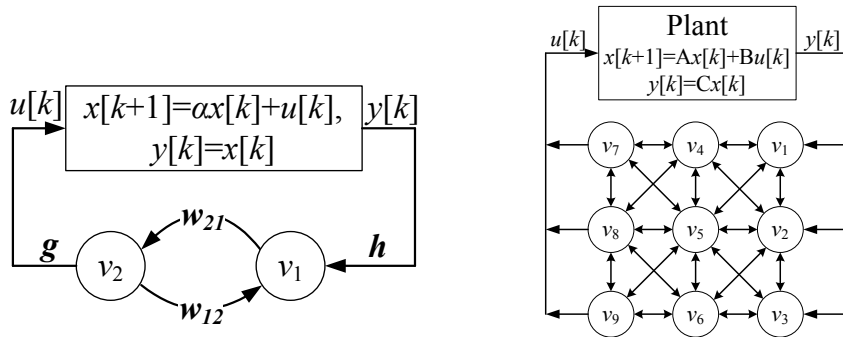 u[k]
x[k+1]=αx[k]+u[k],
y[k]=x[k]
y[k]
g
w21
h
v2
v1
w12
u[k]
Plant
x[k+1]=Ax[k]+Bu[k]
y[k]=Cx[k]
y[k]
v7
v4
v1
v8
v5
v2
v9
v6
v3